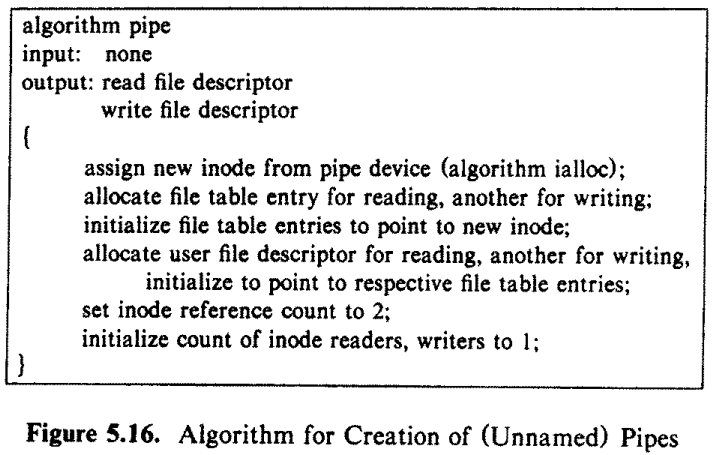 algorithm pipe
input: none
output: read file descriptor
write file descriptor
{
assign new inode from pipe device (algorithm ialloc);
allocate file table entry for reading, another for writing;
initialize file table entries to point to new inode;
allocate user file descriptor for reading, another for writing,
initialize to point to respective file table entries;
set inode reference count to 2;
initialize count of inode readers, writers to 1;
}
Figure 5.16. Algorithm for Creation of (Unnamed) Pipes